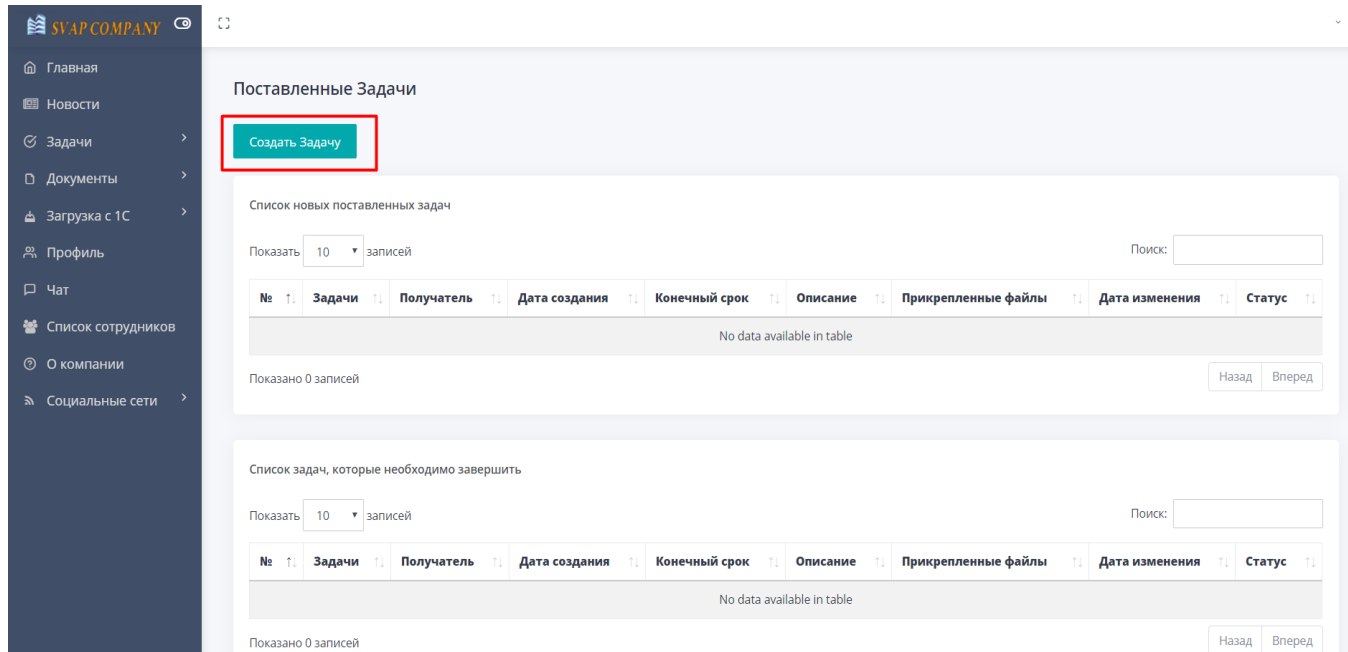 SVAP COMPANY
Главная
Новости
Задачи
Документы
Загрузка с 1С
Профиль
Чат
Список сотрудников
О компании
Социальные сети
Поставленные Задачи
Создать Задачу
Список новых поставленных задач
Показать 10 записей Поиск:
№ Задачи Получатель Дата создания Конечный срок Описание Прикрепленные файлы Дата изменения Статус
No data available in table
Показано 0 записей Назад Вперед
Список задач, которые необходимо завершить
Показать 10 записей Поиск:
№ Задачи Получатель Дата создания Конечный срок Описание Прикрепленные файлы Дата изменения Статус
No data available in table
Показано 0 записей Назад Вперед